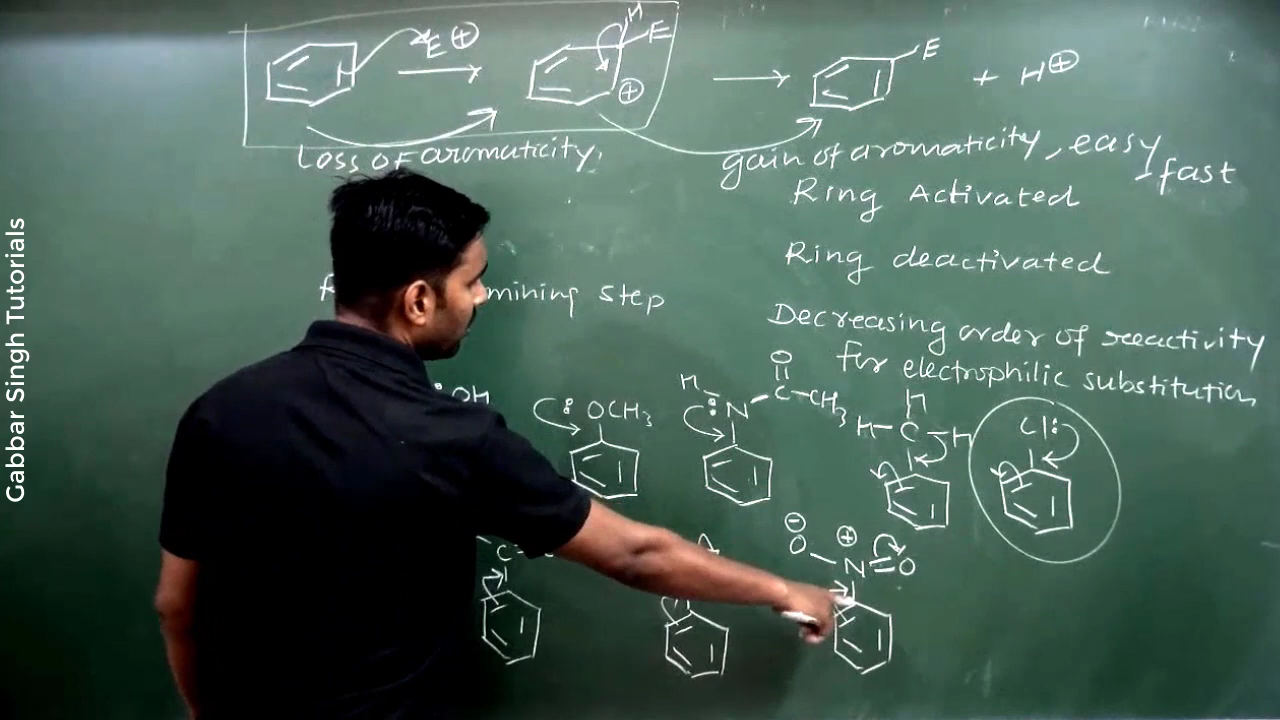 H
E⊕
H
E
⊕
E
+ H⊕
Loss of aromaticity,
gain of aromaticity, easy, fast
Ring Activated
Ring deactivated
mining step
Decreasing order of reactivity
for electrophilic substitution
OH
:OCH3
H
:N
O
C-CH3
H
H-C-H
Cl:
C
⊖
O
⊕
N=O
Gabbar Singh Tutorials